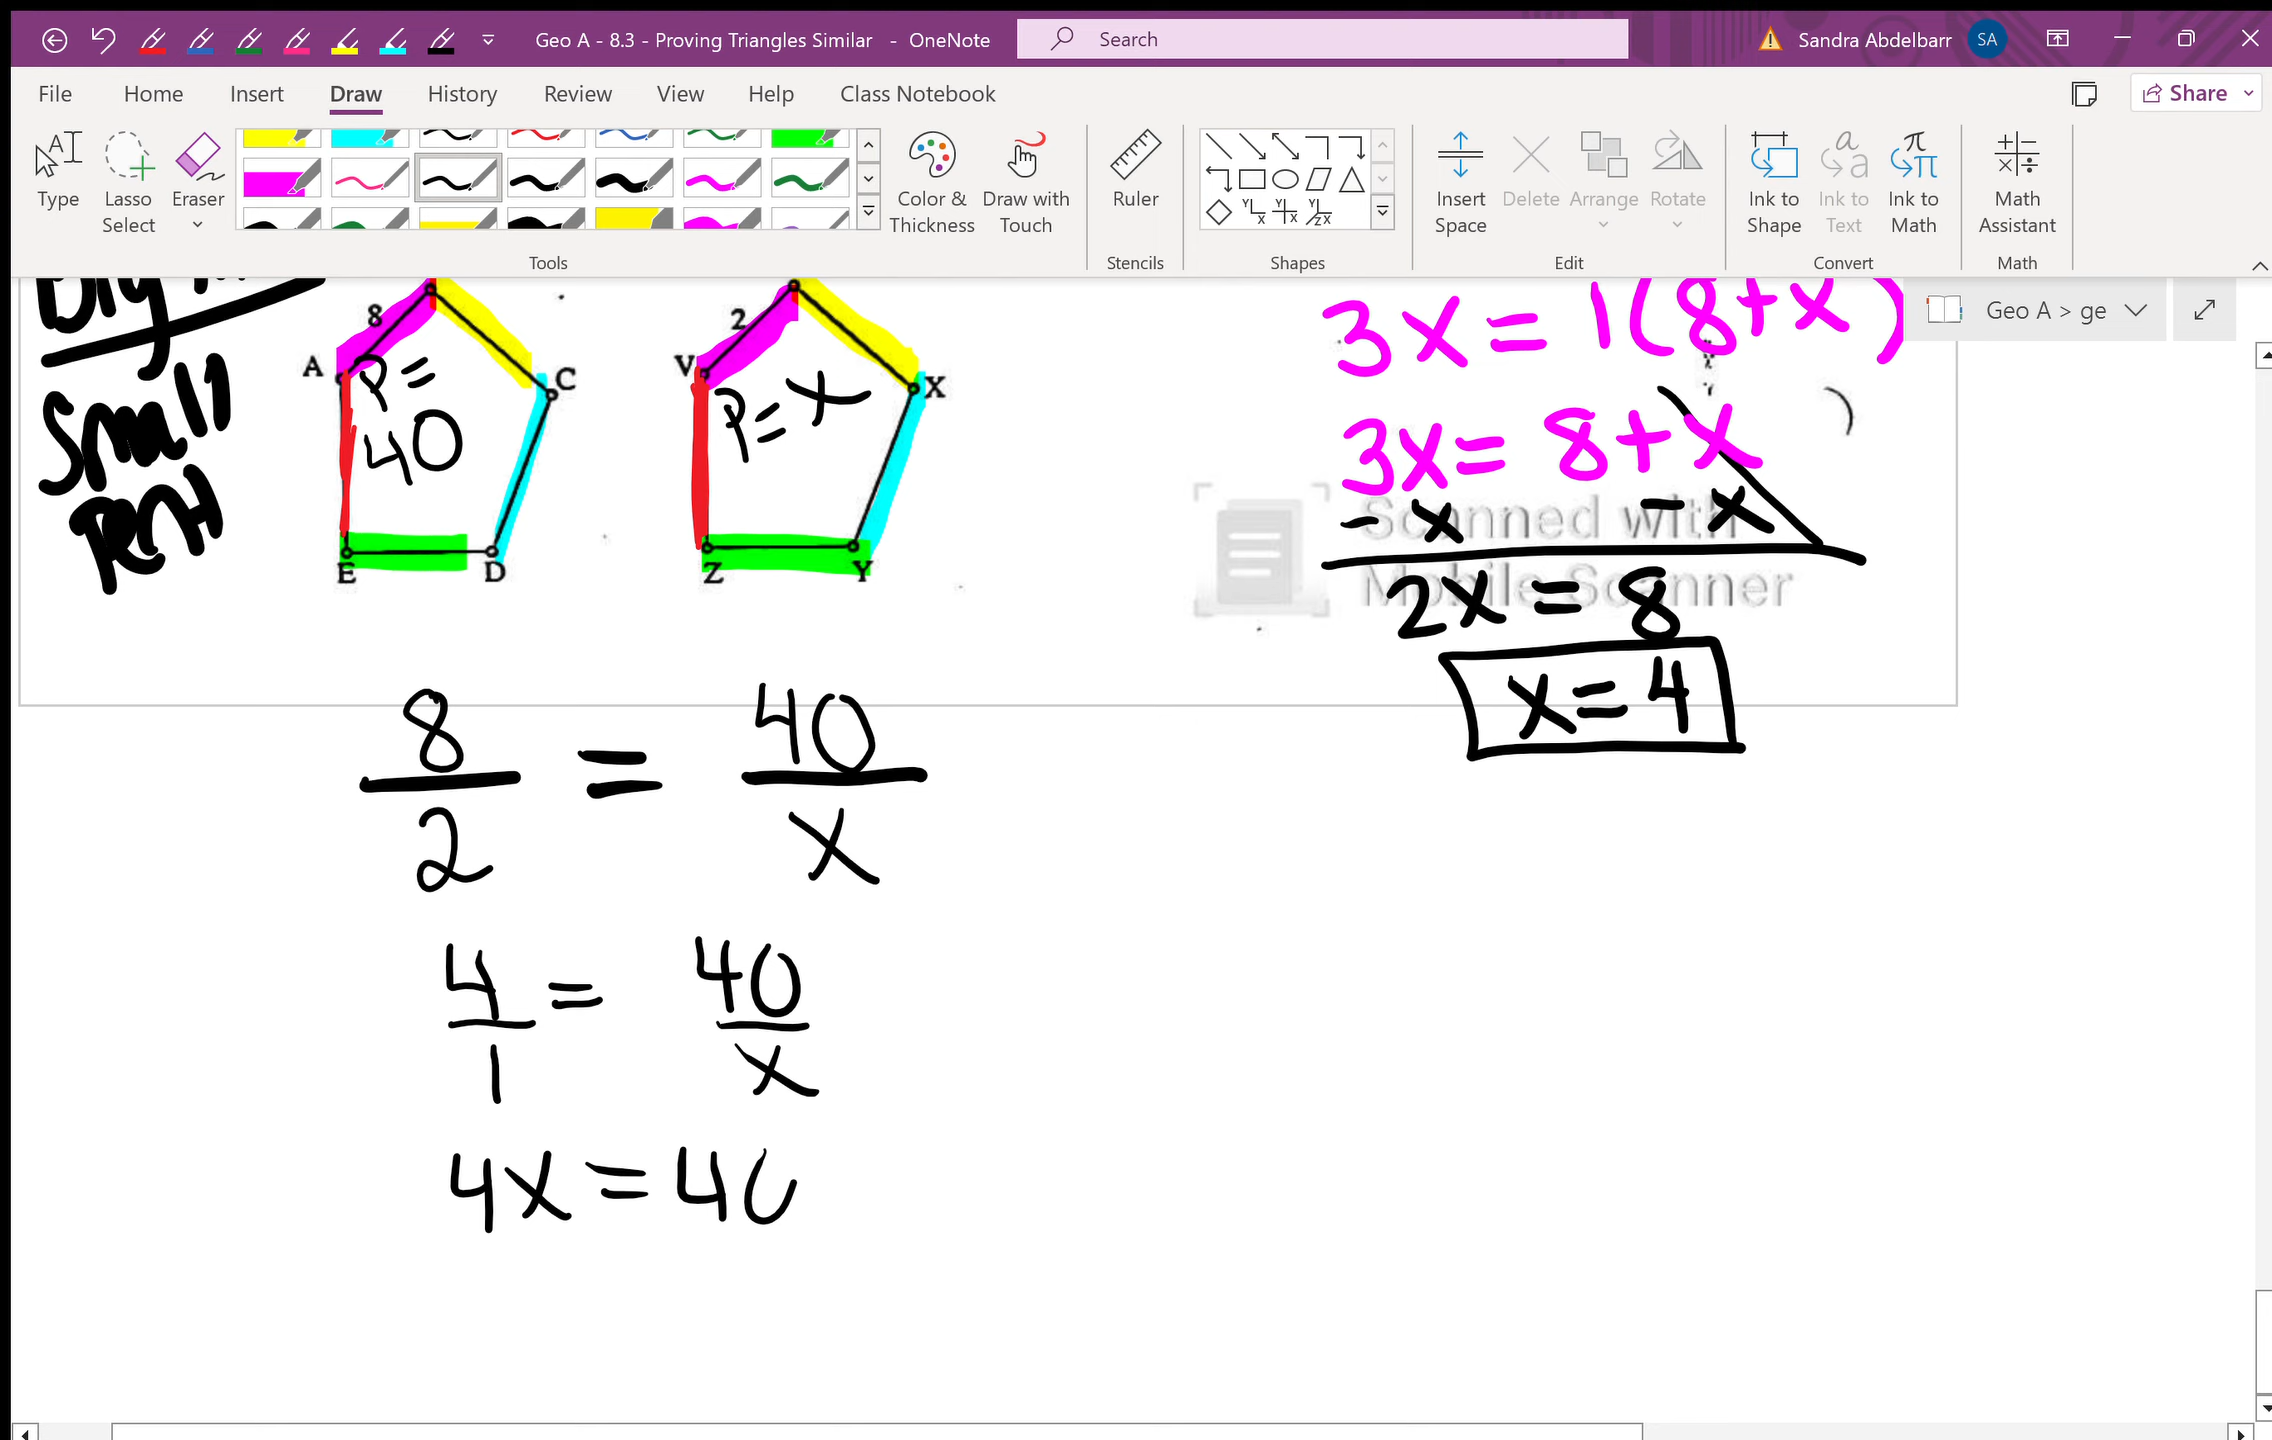 Geo A - 8.3 - Proving Triangles Similar - OneNote
Search
Sandra Abdelbarr SA
File Home Insert Draw History Review View Help Class Notebook
Share
Type
Lasso Select
Eraser
Color & Thickness
Draw with Touch
Ruler
Insert Space
Delete
Arrange
Rotate
Ink to Shape
Ink to Text
Ink to Math
Math Assistant
Tools Stencils Shapes Edit Convert Math
Geo A > ge
Small
8
A
P =
40
C
E
D
2
V
P = x
X
Z
Y
3x = 1(8+x)
3x = 8+x
- x - x
Scanned with
Mobile Scanner
2x = 8
x = 4
8/2 = 40/x
4/1 = 40/x
4x = 40